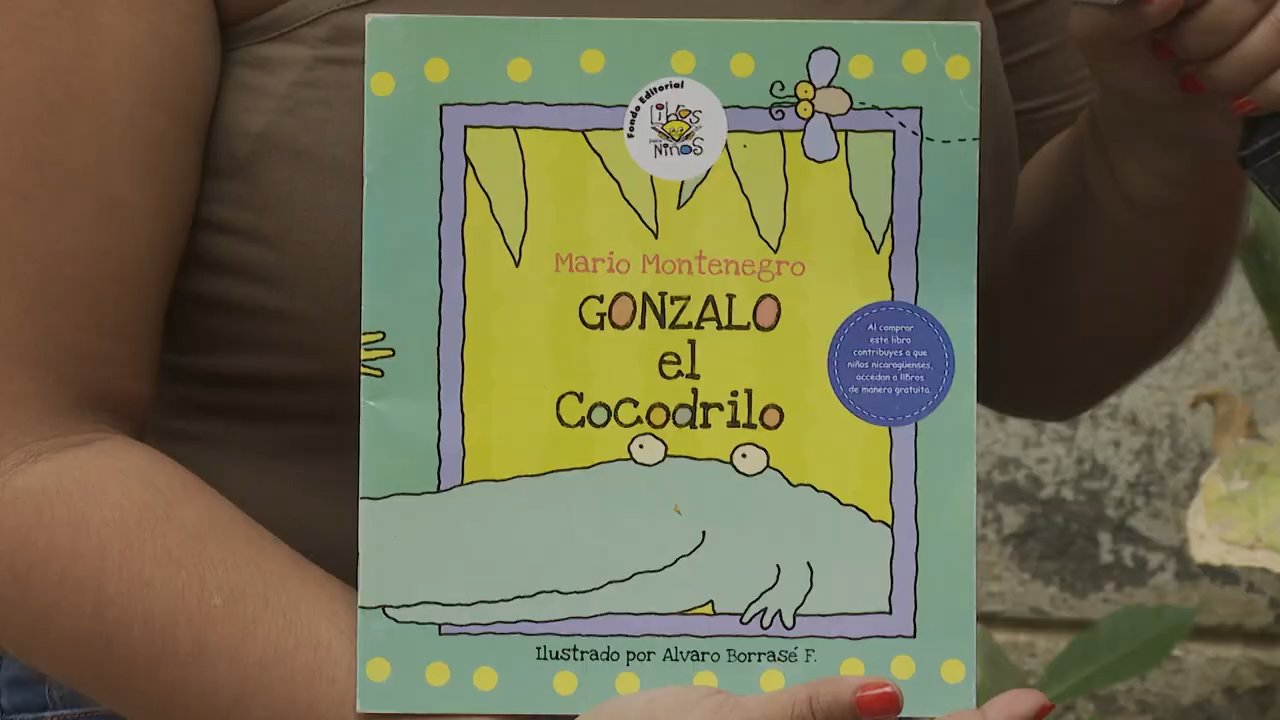 Fondo Editorial
Libros
para
Niños
Mario Montenegro
GONZALO
el
Cocodrilo
Al comprar
este libro
contribuyes a que
niños nicaragüenses,
accedan a libros
de manera gratuita.
Ilustrado por Alvaro Borrasé F.